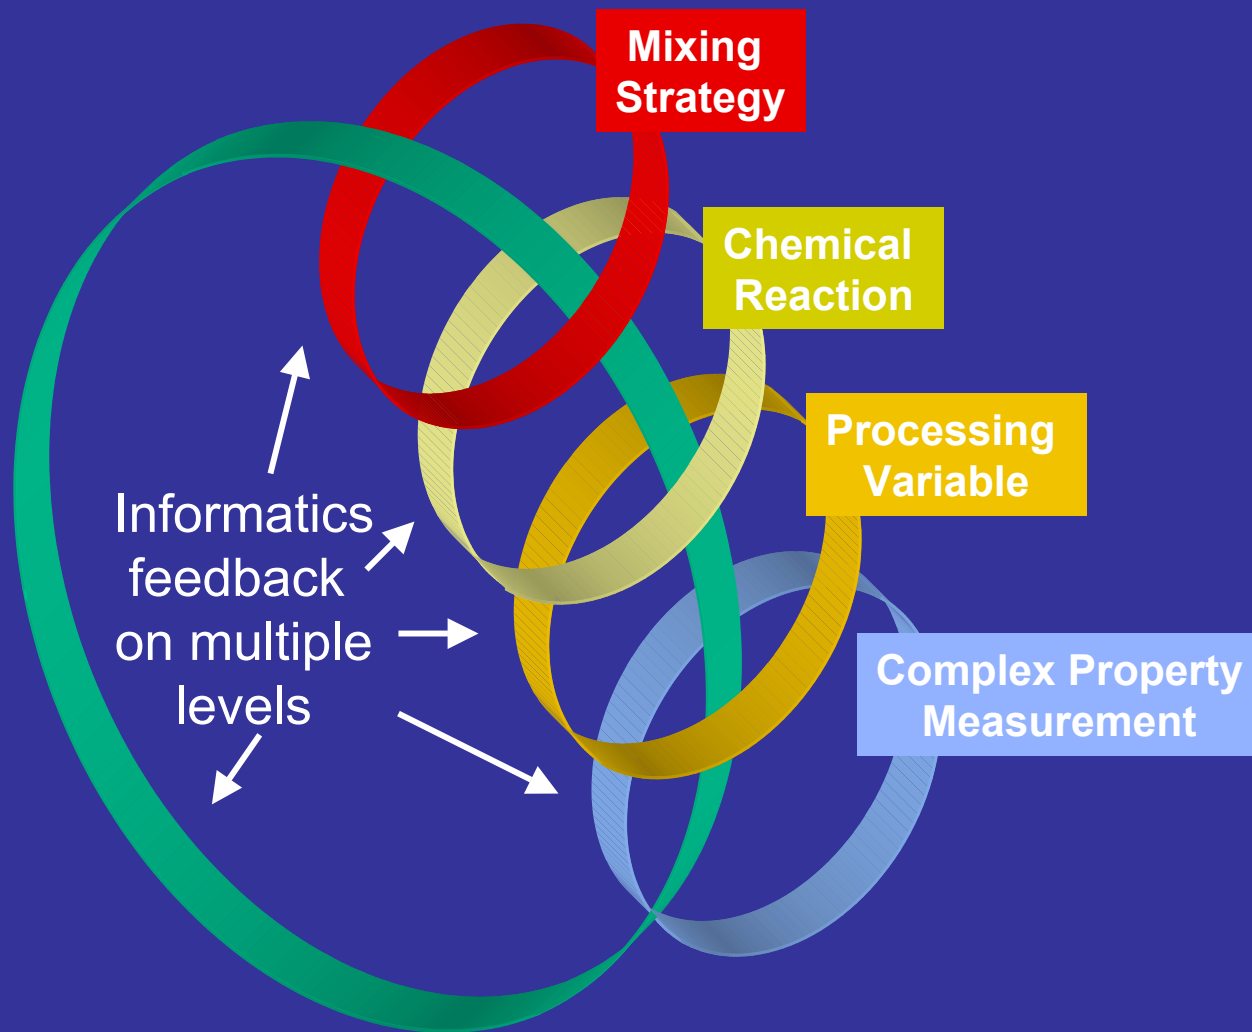 Mixing
Strategy
Chemical
Reaction
Processing
Variable
Informatics
feedback
on multiple
levels
Complex Property
Measurement